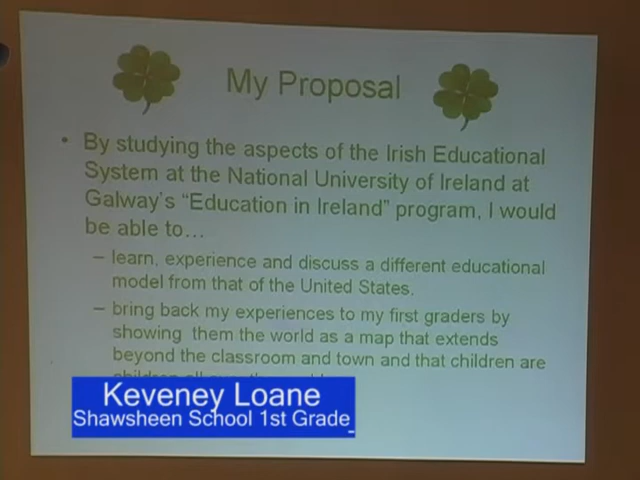 My Proposal
• By studying the aspects of the Irish Educational
System at the National University of Ireland at
Galway's "Education in Ireland" program, I would
be able to...
– learn, experience and discuss a different educational
model from that of the United States.
– bring back my experiences to my first graders by
showing them the world as a map that extends
beyond the classroom and town and that children are
Keveney Loane
Shawsheen School 1st Grade